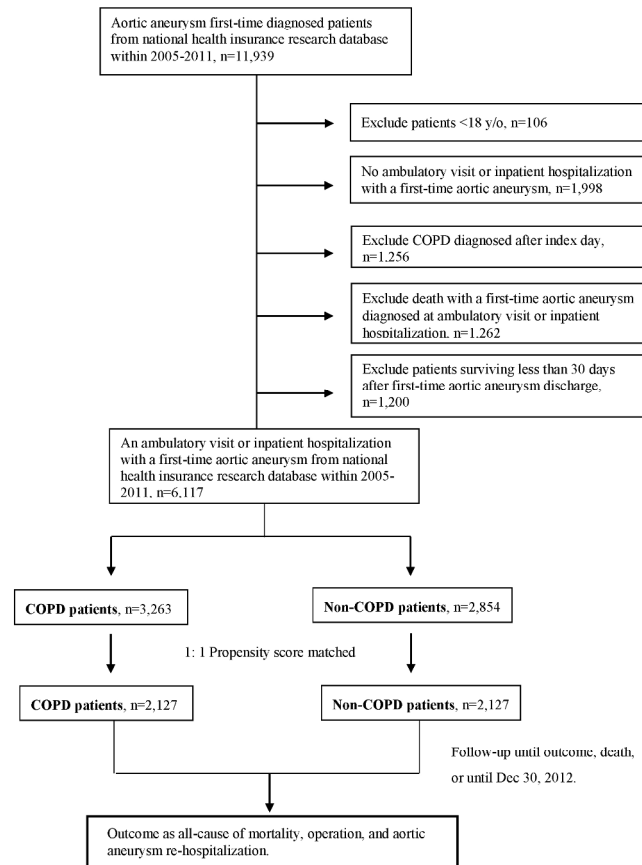 Aortic aneurysm first-time diagnosed patients
from national health insurance research database
within 2005-2011, n=11,939
Exclude patients <18 y/o, n=106
No ambulatory visit or inpatient hospitalization
with a first-time aortic aneurysm, n=1,998
Exclude COPD diagnosed after index day,
n=1,256
Exclude death with a first-time aortic aneurysm
diagnosed at ambulatory visit or inpatient
hospitalization, n=1,262
Exclude patients surviving less than 30 days
after first-time aortic aneurysm discharge,
n=1,200
An ambulatory visit or inpatient hospitalization
with a first-time aortic aneurysm from national
health insurance research database within 2005-
2011, n=6,117
COPD patients, n=3,263
Non-COPD patients, n=2,854
1: 1 Propensity score matched
COPD patients, n=2,127
Non-COPD patients, n=2,127
Follow-up until outcome, death,
or until Dec 30, 2012.
Outcome as all-cause of mortality, operation, and aortic
aneurysm re-hospitalization.